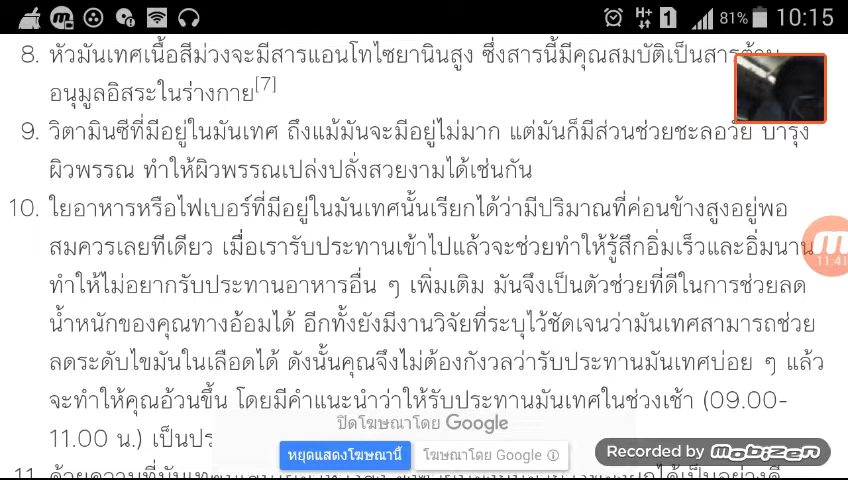 H+ 1 81% 10:15
8. หัวมันเทศเนื้อสีม่วงจะมีสารแอนโทไซยานินสูง ซึ่งสารนี้มีคุณสมบัติเป็นสารต้าน
อนุมูลอิสระในร่างกาย[7]
9. วิตามินซีที่มีอยู่ในมันเทศ ถึงแม้มันจะมีอยู่ไม่มาก แต่มันก็มีส่วนช่วยชะลอวัย บำรุง
ผิวพรรณ ทำให้ผิวพรรณเปล่งปลั่งสวยงามได้เช่นกัน
10. ใยอาหารหรือไฟเบอร์ที่มีอยู่ในมันเทศนั้นเรียกได้ว่ามีปริมาณที่ค่อนข้างสูงอยู่พอ
สมควรเลยทีเดียว เมื่อเรารับประทานเข้าไปแล้วจะช่วยทำให้รู้สึกอิ่มเร็วและอิ่มนาน
11:41
ทำให้ไม่อยากรับประทานอาหารอื่น ๆ เพิ่มเติม มันจึงเป็นตัวช่วยที่ดีในการช่วยลด
น้ำหนักของคุณทางอ้อมได้ อีกทั้งยังมีงานวิจัยที่ระบุไว้ชัดเจนว่ามันเทศสามารถช่วย
ลดระดับไขมันในเลือดได้ ดังนั้นคุณจึงไม่ต้องกังวลว่ารับประทานมันเทศบ่อย ๆ แล้ว
จะทำให้คุณอ้วนขึ้น โดยมีคำแนะนำว่าให้รับประทานมันเทศในช่วงเช้า (09.00-
ปิดโฆษณาโดย Google
11.00 น.) เป็นประ
หยุดแสดงโฆษณานี้ โฆษณาโดย Google
Recorded by mobizen
11. ด้วยความที่มันเทศ